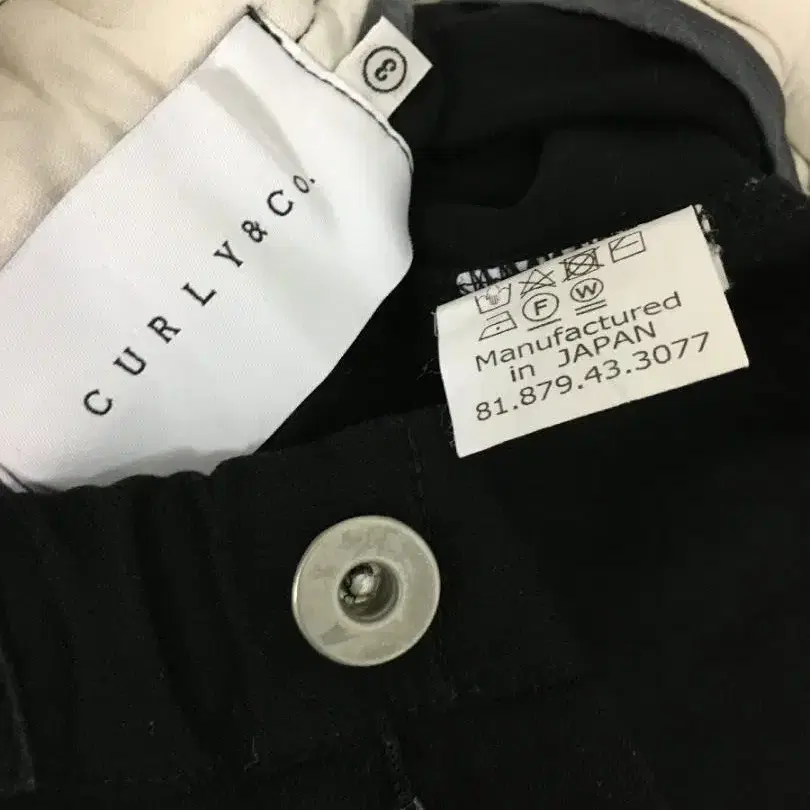 CURLY&Co.
3
F W
Manufactured
in JAPAN
81.879.43.3077